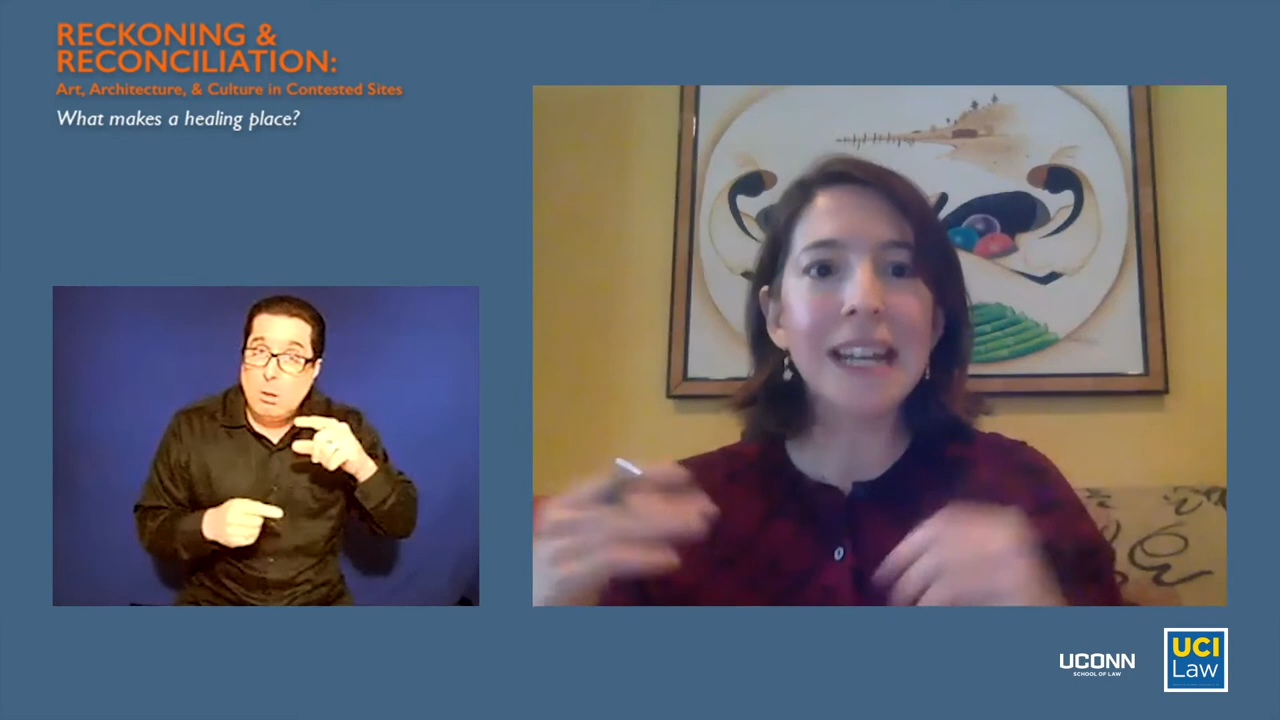 RECKONING &
RECONCILIATION:
Art, Architecture, & Culture in Contested Sites
What makes a healing place?
UCONN
SCHOOL OF LAW
UCI
Law